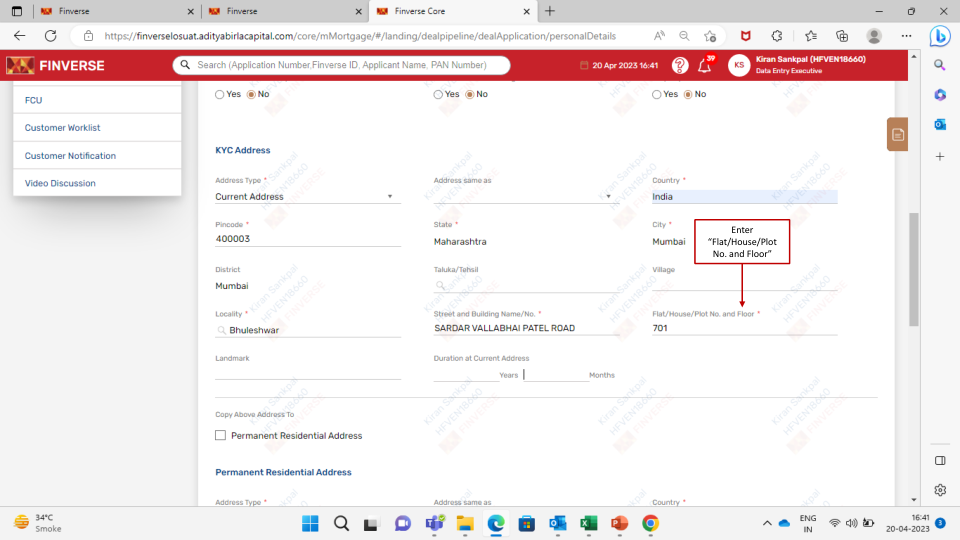 Finverse
Finverse
Finverse Core
https://finverselosuat.adityabirlacapital.com/core/mMortgage/#/landing/dealpipeline/dealApplication/personalDetails
FINVERSE
Search (Application Number,Finverse ID, Applicant Name, PAN Number)
20 Apr 2023 16:41
?
39
KS
Kiran Sankpal (HFVEN18660)
Data Entry Executive
FCU
Customer Worklist
Customer Notification
Video Discussion
Yes No
Yes No
Yes No
KYC Address
Address Type *
Address same as
Country *
Current Address
India
Pincode *
State *
City *
400003
Maharashtra
Mumbai
Enter
“Flat/House/Plot
No. and Floor”
District
Taluka/Tehsil
Village
Mumbai
Locality *
Street and Building Name/No. *
Flat/House/Plot No. and Floor *
Bhuleshwar
SARDAR VALLABHAI PATEL ROAD
701
Landmark
Duration at Current Address
Years
Months
Copy Above Address To
Permanent Residential Address
Permanent Residential Address
Address Type *
Address same as
Country *
Kiran Sankpal
HFVEN18660
FINVERSE
34°C
Smoke
ENG
IN
16:41
20-04-2023
3